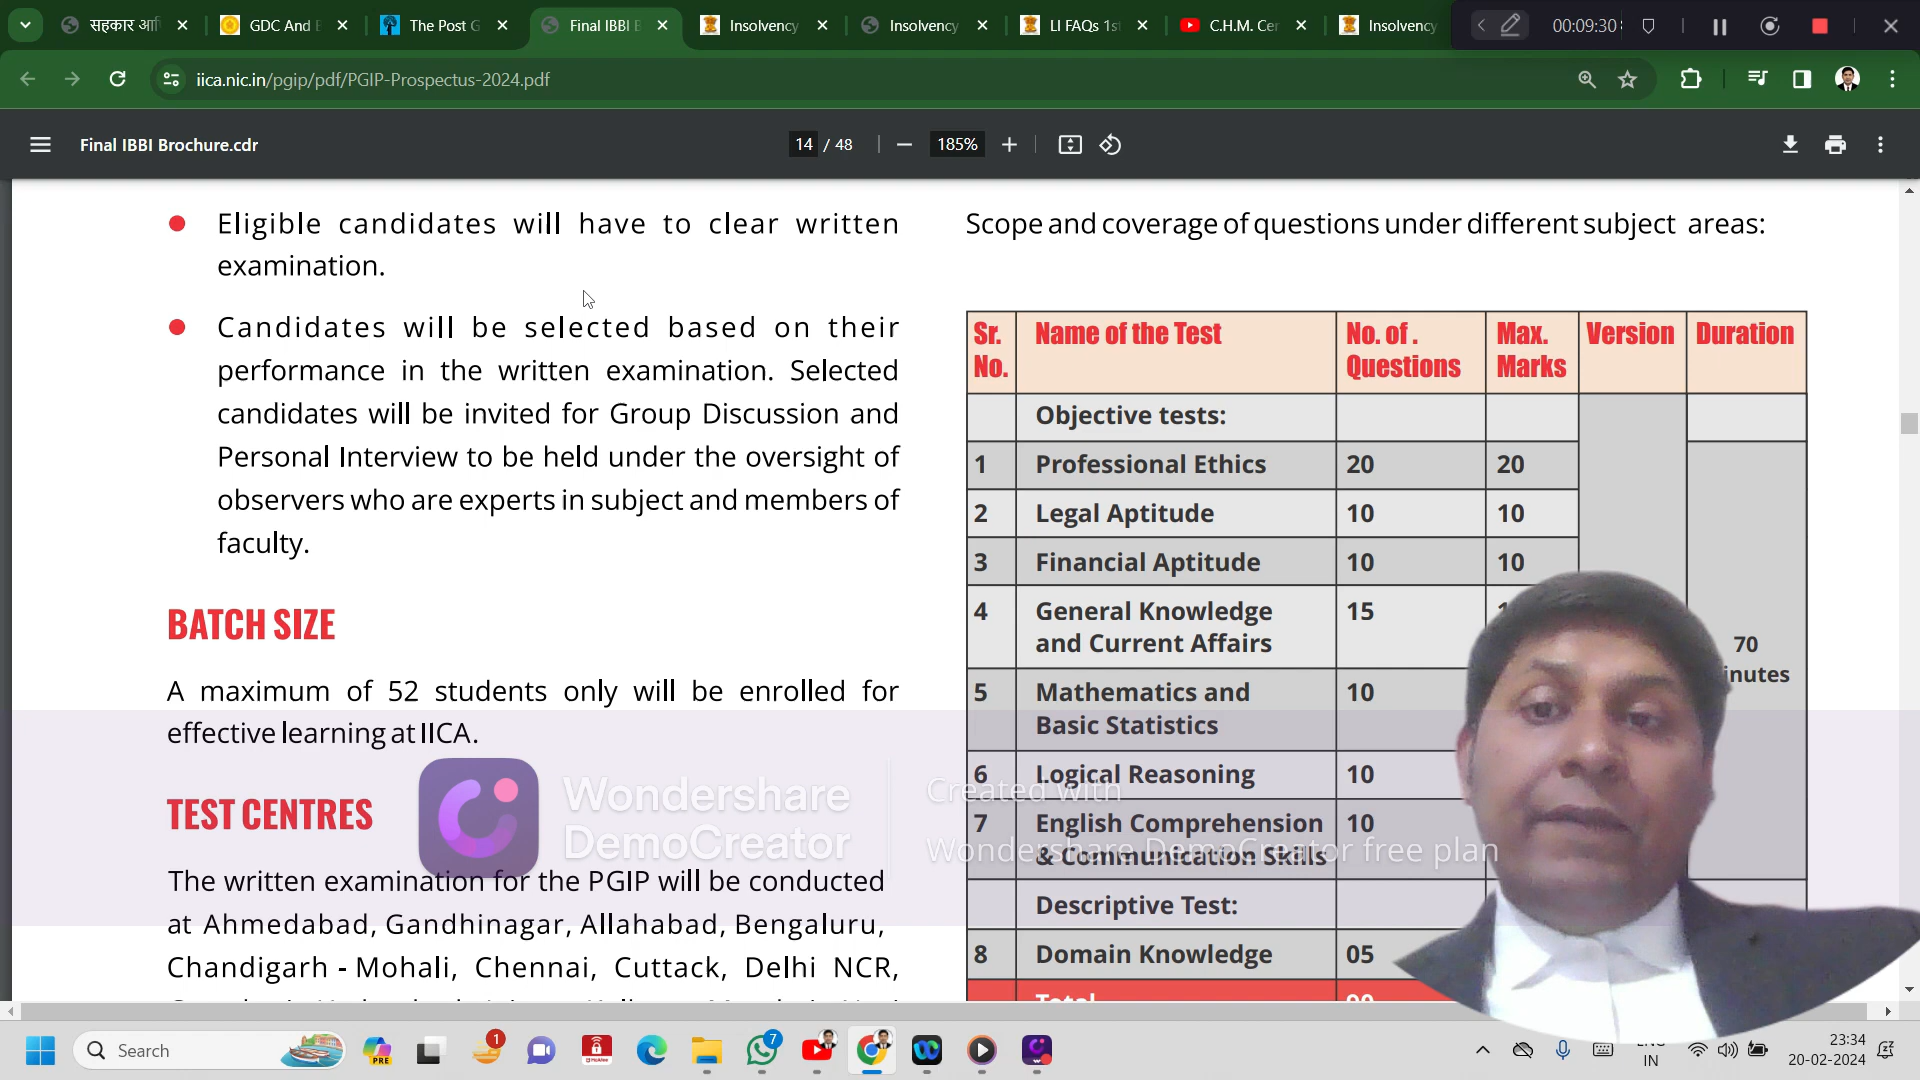 सहकार आ
GDC And E
The Post G
Final IBBI B
Insolvency
Insolvency
LI FAQs 1s
C.H.M. Cer
Insolvency
00:09:30
iica.nic.in/pgip/pdf/PGIP-Prospectus-2024.pdf
Final IBBI Brochure.cdr
14 / 48
185%
Eligible candidates will have to clear written
examination.
Candidates will be selected based on their
performance in the written examination. Selected
candidates will be invited for Group Discussion and
Personal Interview to be held under the oversight of
observers who are experts in subject and members of
faculty.
BATCH SIZE
A maximum of 52 students only will be enrolled for
effective learning at IICA.
TEST CENTRES
The written examination for the PGIP will be conducted
at Ahmedabad, Gandhinagar, Allahabad, Bengaluru,
Chandigarh - Mohali, Chennai, Cuttack, Delhi NCR,
Scope and coverage of questions under different subject areas:
Sr. No. Name of the Test No. of . Questions Max. Marks Version Duration
Objective tests:
1 Professional Ethics 20 20
2 Legal Aptitude 10 10
3 Financial Aptitude 10 10
4 General Knowledge and Current Affairs 15
70
inutes
5 Mathematics and Basic Statistics 10
6 Logical Reasoning 10
7 English Comprehension & Communication Skills 10
Descriptive Test:
8 Domain Knowledge 05
Total 90
Wondershare
DemoCreator
Created with
Wondershare DemoCreator free plan
Search
PRE
1
McAfee
7
ENG
IN
23:34
20-02-2024